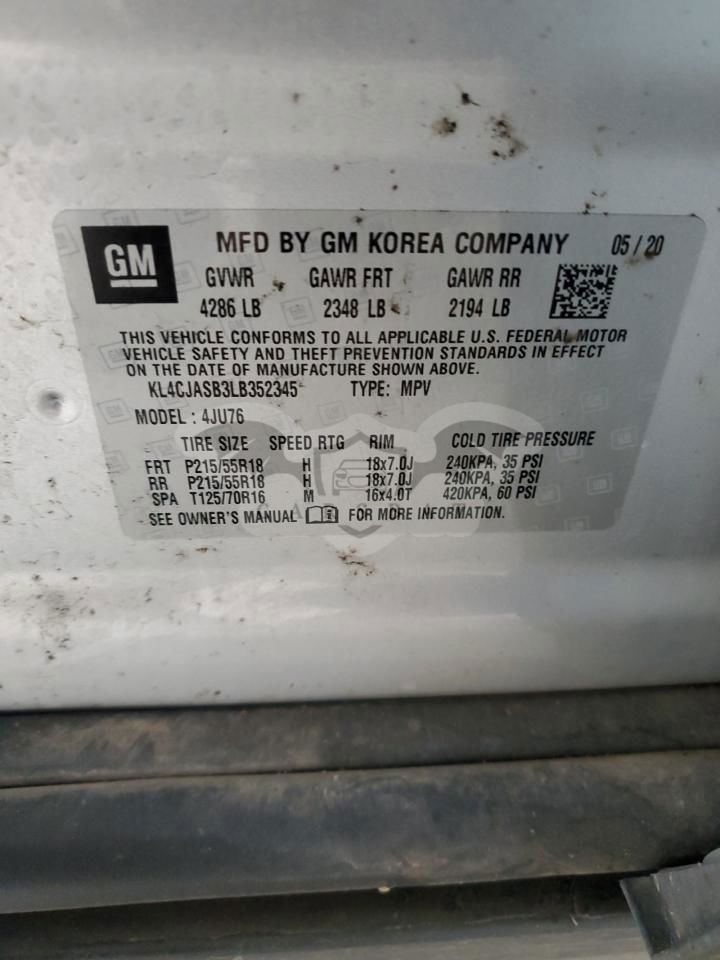 GM
MFD BY GM KOREA COMPANY 05 / 20
GVWR GAWR FRT GAWR RR
4286 LB 2348 LB 2194 LB
THIS VEHICLE CONFORMS TO ALL APPLICABLE U.S. FEDERAL MOTOR
VEHICLE SAFETY AND THEFT PREVENTION STANDARDS IN EFFECT
ON THE DATE OF MANUFACTURE SHOWN ABOVE.
KL4CJASB3LB352345 TYPE: MPV
MODEL : 4JU76
TIRE SIZE SPEED RTG RIM COLD TIRE PRESSURE
FRT P215/55R18 H 18x7.0J 240KPA, 35 PSI
RR P215/55R18 H 18x7.0J 240KPA, 35 PSI
SPA T125/70R16 M 16x4.0T 420KPA, 60 PSI
SEE OWNER'S MANUAL FOR MORE INFORMATION.